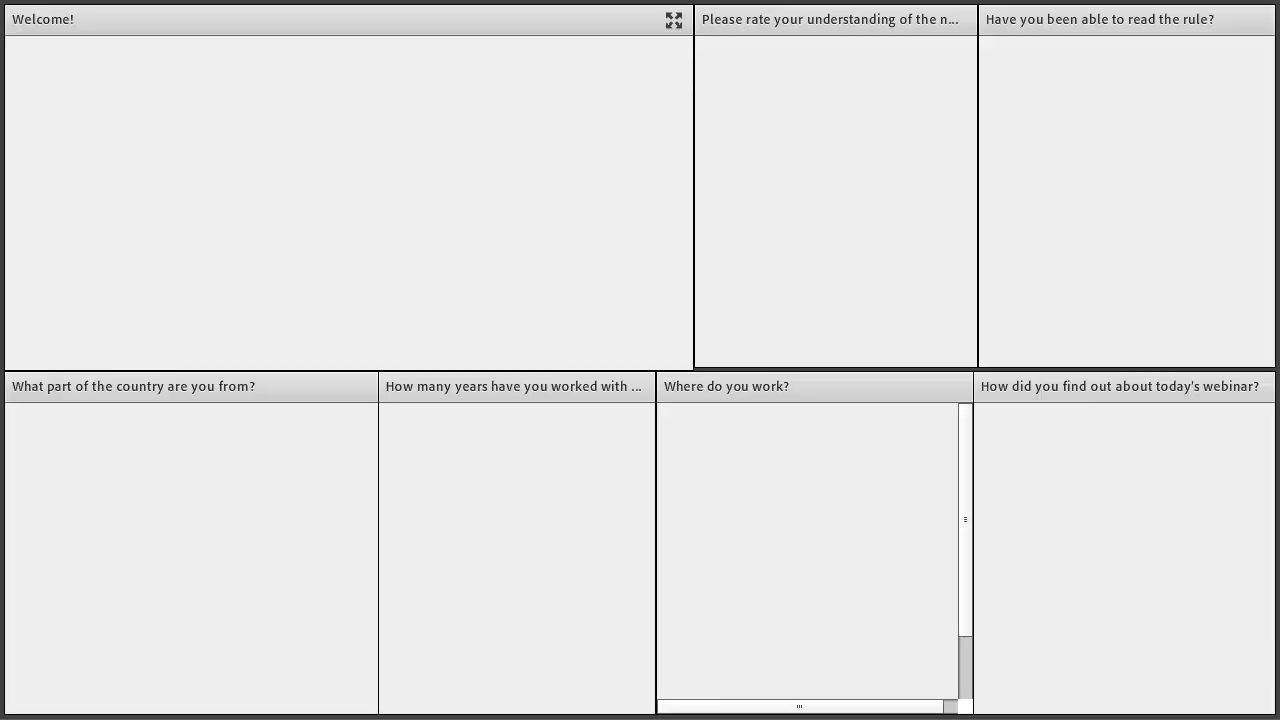 Welcome!
Please rate your understanding of the n...
Have you been able to read the rule?
What part of the country are you from?
How many years have you worked with ...
Where do you work?
How did you find out about today's webinar?